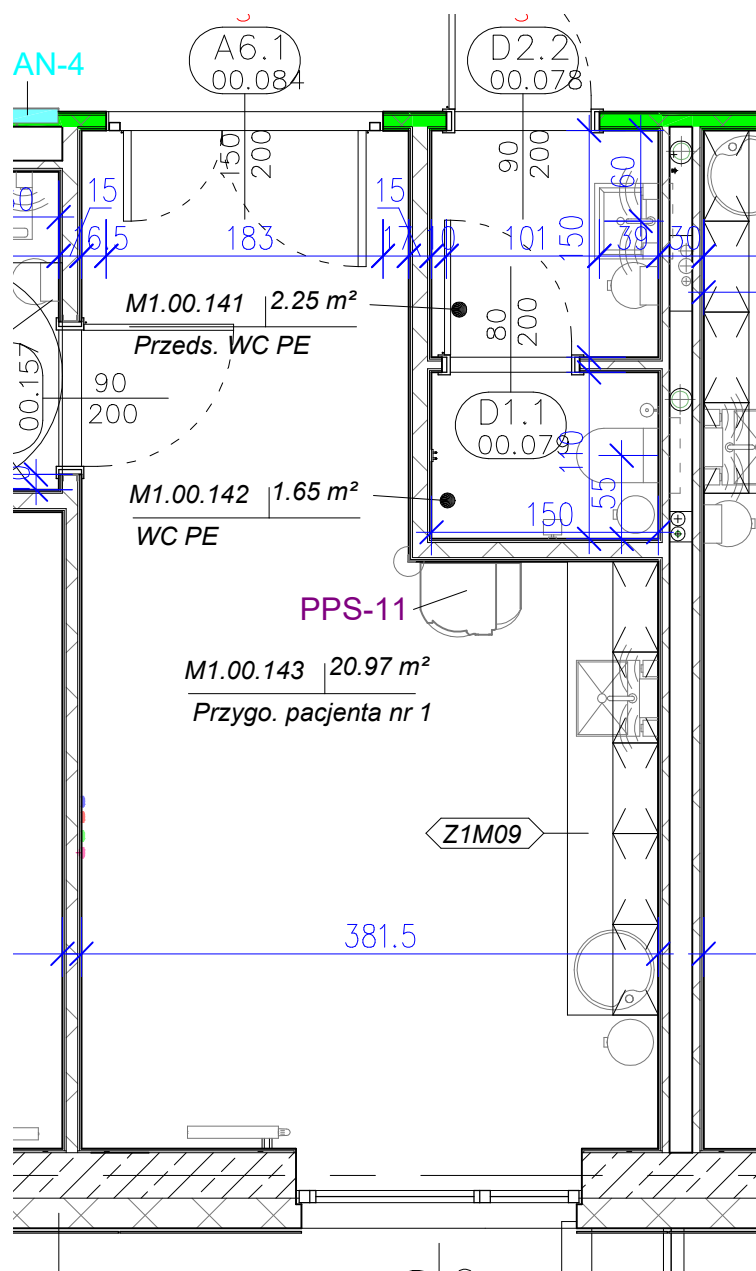 A6.1
00.084
D2.2
00.078
AN-4
150
200
90
200
60
15
16.5
183
15
17
10
101
150
39
30
M1.00.141 2.25 m²
Przeds. WC PE
80
200
00.157
90
200
D1.1
00.079
110
55
150
M1.00.142 1.65 m²
WC PE
PPS-11
M1.00.143 20.97 m²
Przygo. pacjenta nr 1
Z1M09
381.5